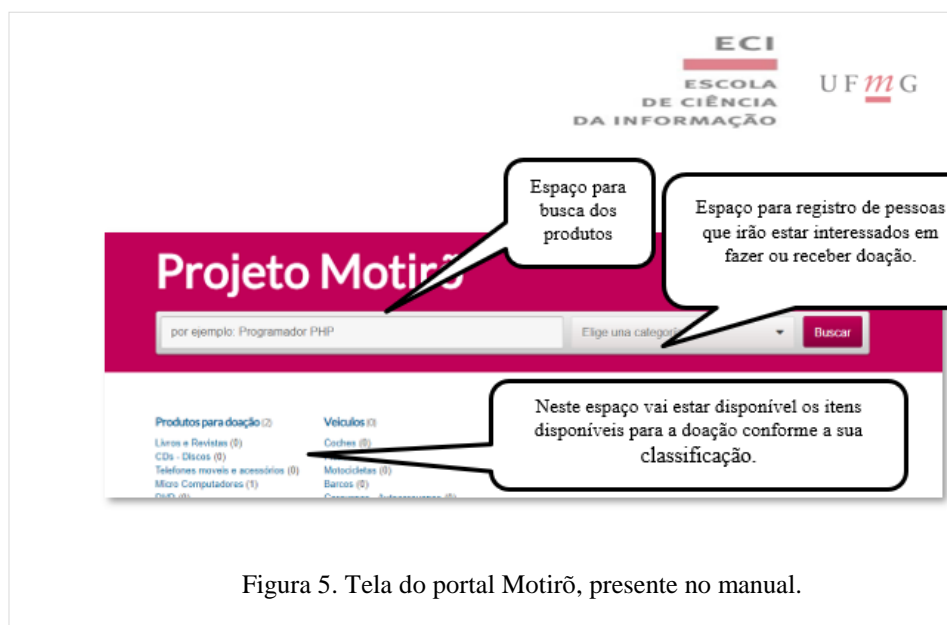 ECI
ESCOLA
DE CIÊNCIA
DA INFORMAÇÃO
UFmG
Espaço para
busca dos
produtos
Espaço para registro de pessoas
que irão estar interessados em
fazer ou receber doação.
Projeto Motirõ
por ejemplo: Programador PHP
Elige una categoría
Buscar
Neste espaço vai estar disponível os itens
disponíveis para a doação conforme a sua
classificação.
Produtos para doação (2)
Livros e Revistas (0)
CDs - Discos (0)
Telefones moveis e acessórios (0)
Micro Computadores (1)
Veiculos (0)
Coches (0)
Motocicletas (0)
Barcos (0)
Figura 5. Tela do portal Motirõ, presente no manual.